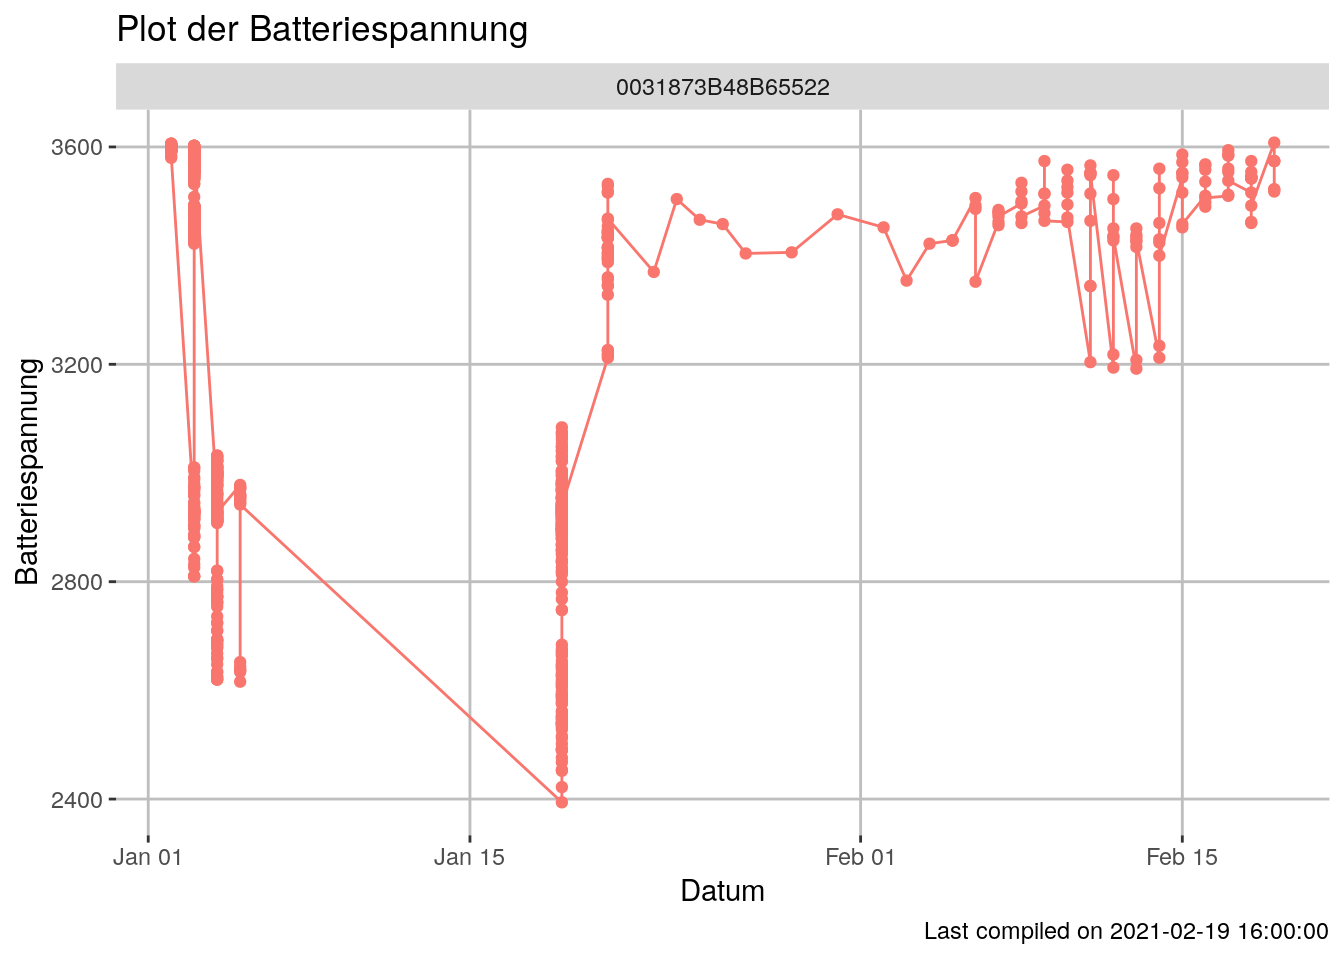 Plot der Batteriespannung
0031873B48B65522
3600
3200
2800
2400
Batteriespannung
Jan 01
Jan 15
Feb 01
Feb 15
Datum
Last compiled on 2021-02-19 16:00:00